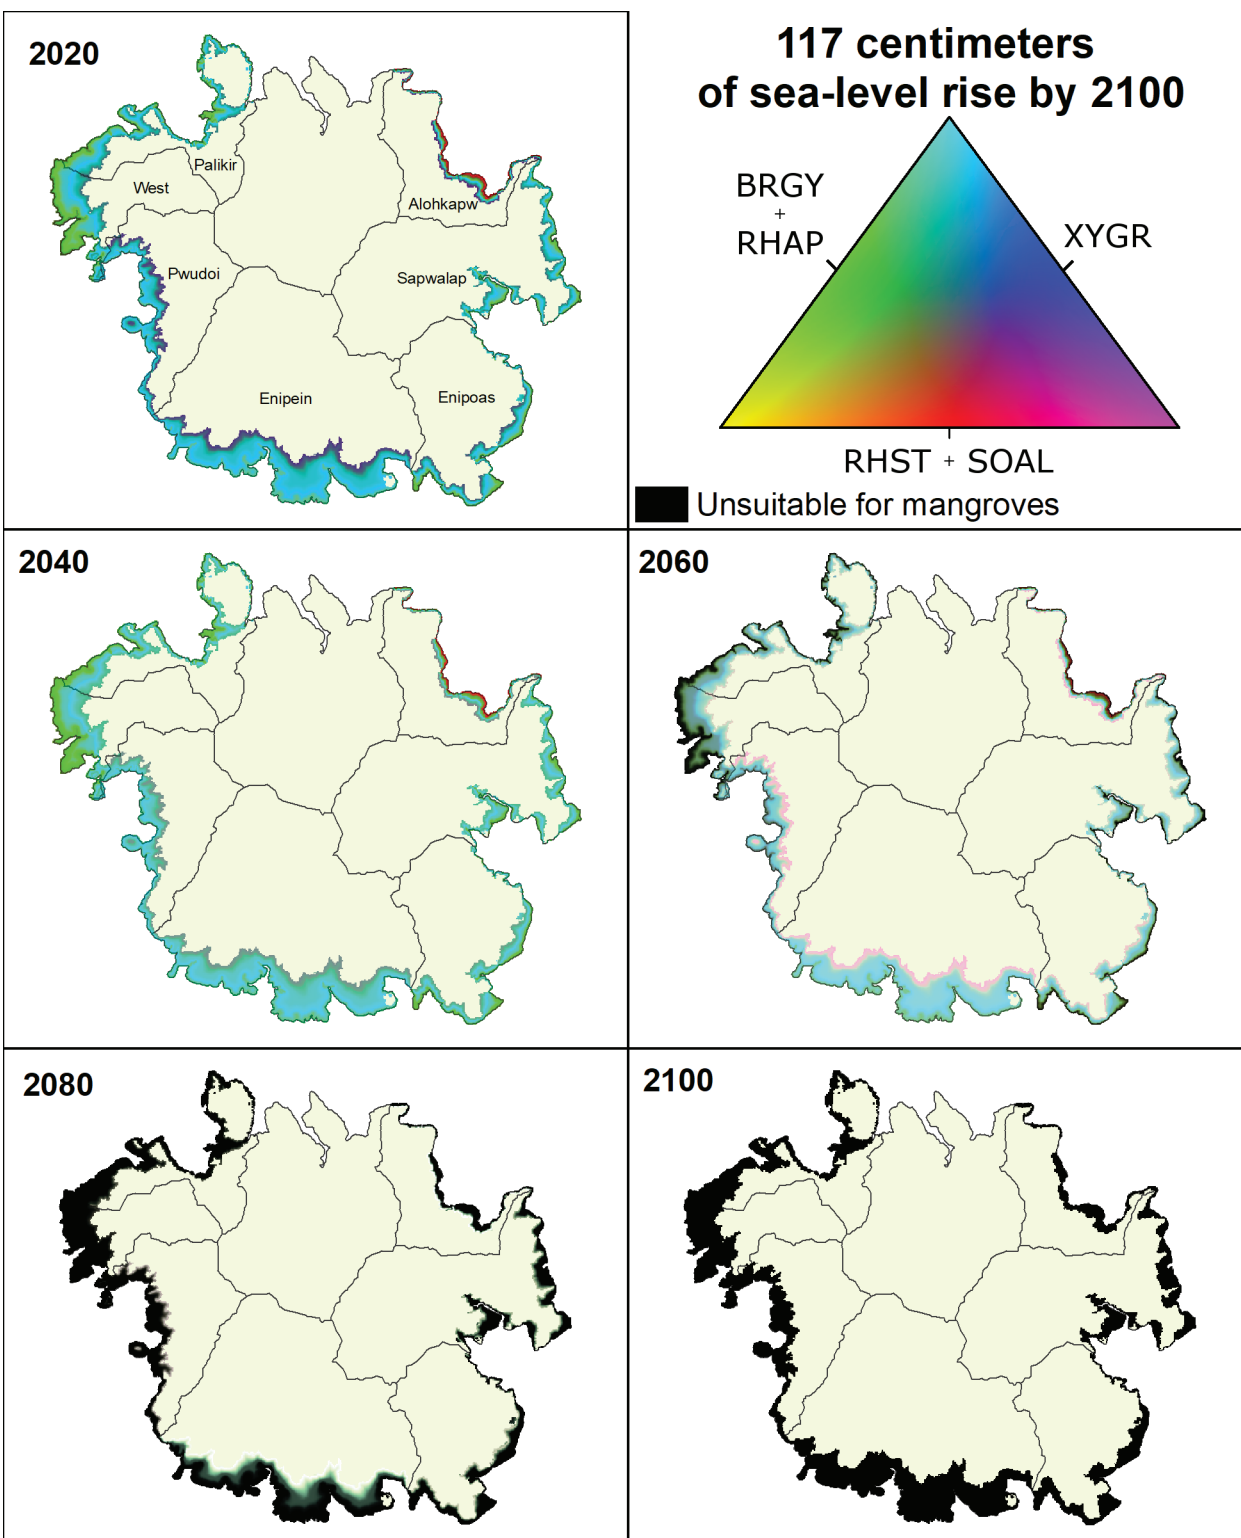 2020
Palikir
West
Alohkapw
Pwudoi
Sapwalap
Enipein
Enipoas
117 centimeters
of sea-level rise by 2100
BRGY
+
RHAP
XYGR
RHST + SOAL
Unsuitable for mangroves
2040
2060
2080
2100